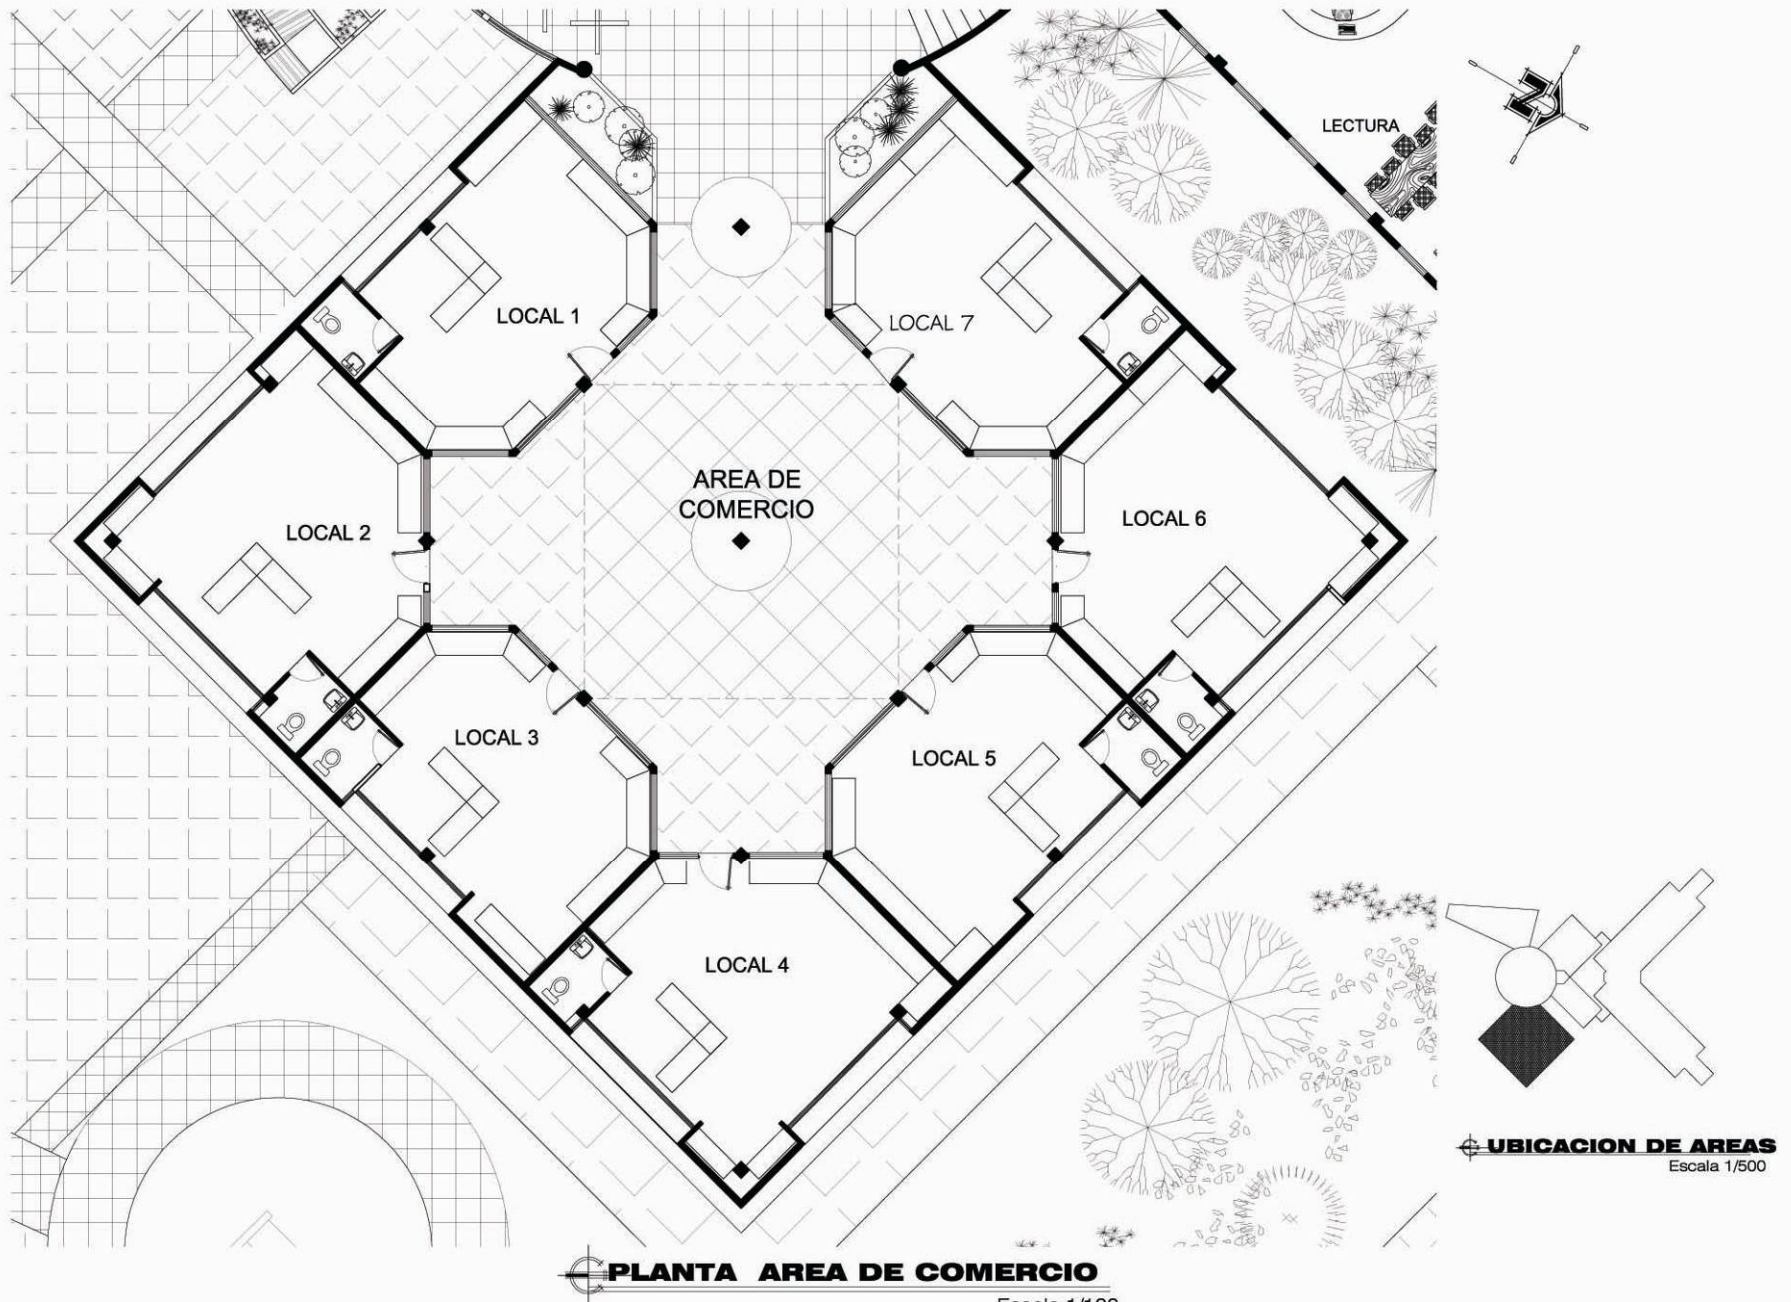 LECTURA
N
LOCAL 1
LOCAL 7
AREA DE
COMERCIO
LOCAL 2
LOCAL 6
LOCAL 3
LOCAL 5
LOCAL 4
UBICACION DE AREAS
Escala 1/500
PLANTA AREA DE COMERCIO